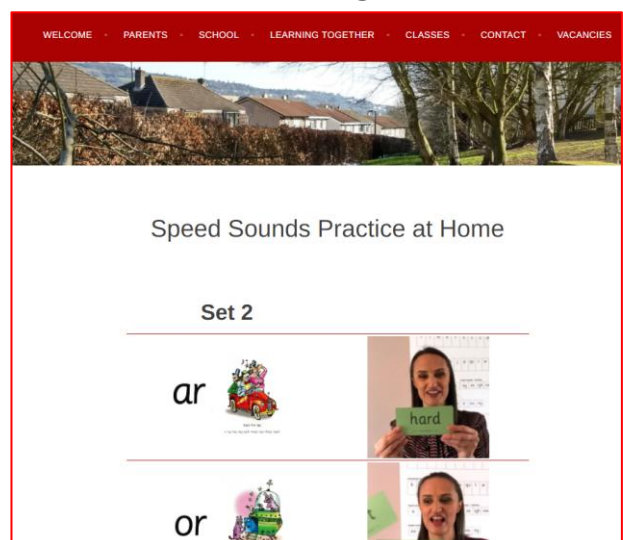 WELCOME - PARENTS - SCHOOL - LEARNING TOGETHER - CLASSES - CONTACT - VACANCIES
Speed Sounds Practice at Home
Set 2
ar
hard
or